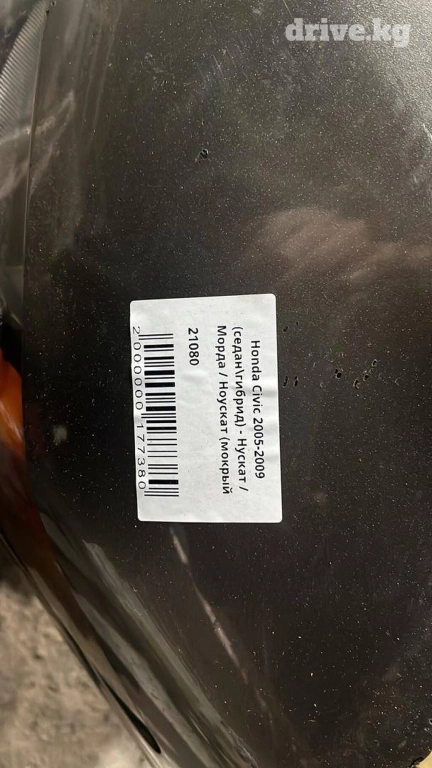 drive.kg
Honda Civic 2005-2009
(седан\гибрид) - Нускат /
Морда / Ноускат (мокрый
21080
2000000177380